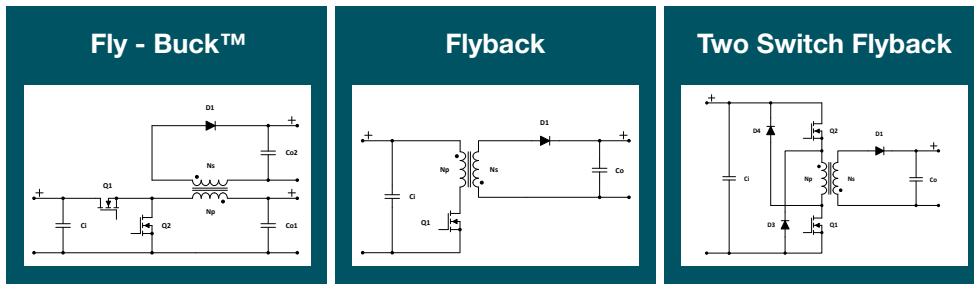 Fly - Buck™
D1
Co2
Ns
Q1
Np
Ci
Q2
Co1
+
+
+
Flyback
D1
Np
Ns
Ci
Co
Q1
+
+
Two Switch Flyback
D4
Q2
D1
Ci
Np
Ns
Co
D3
Q1
+
+